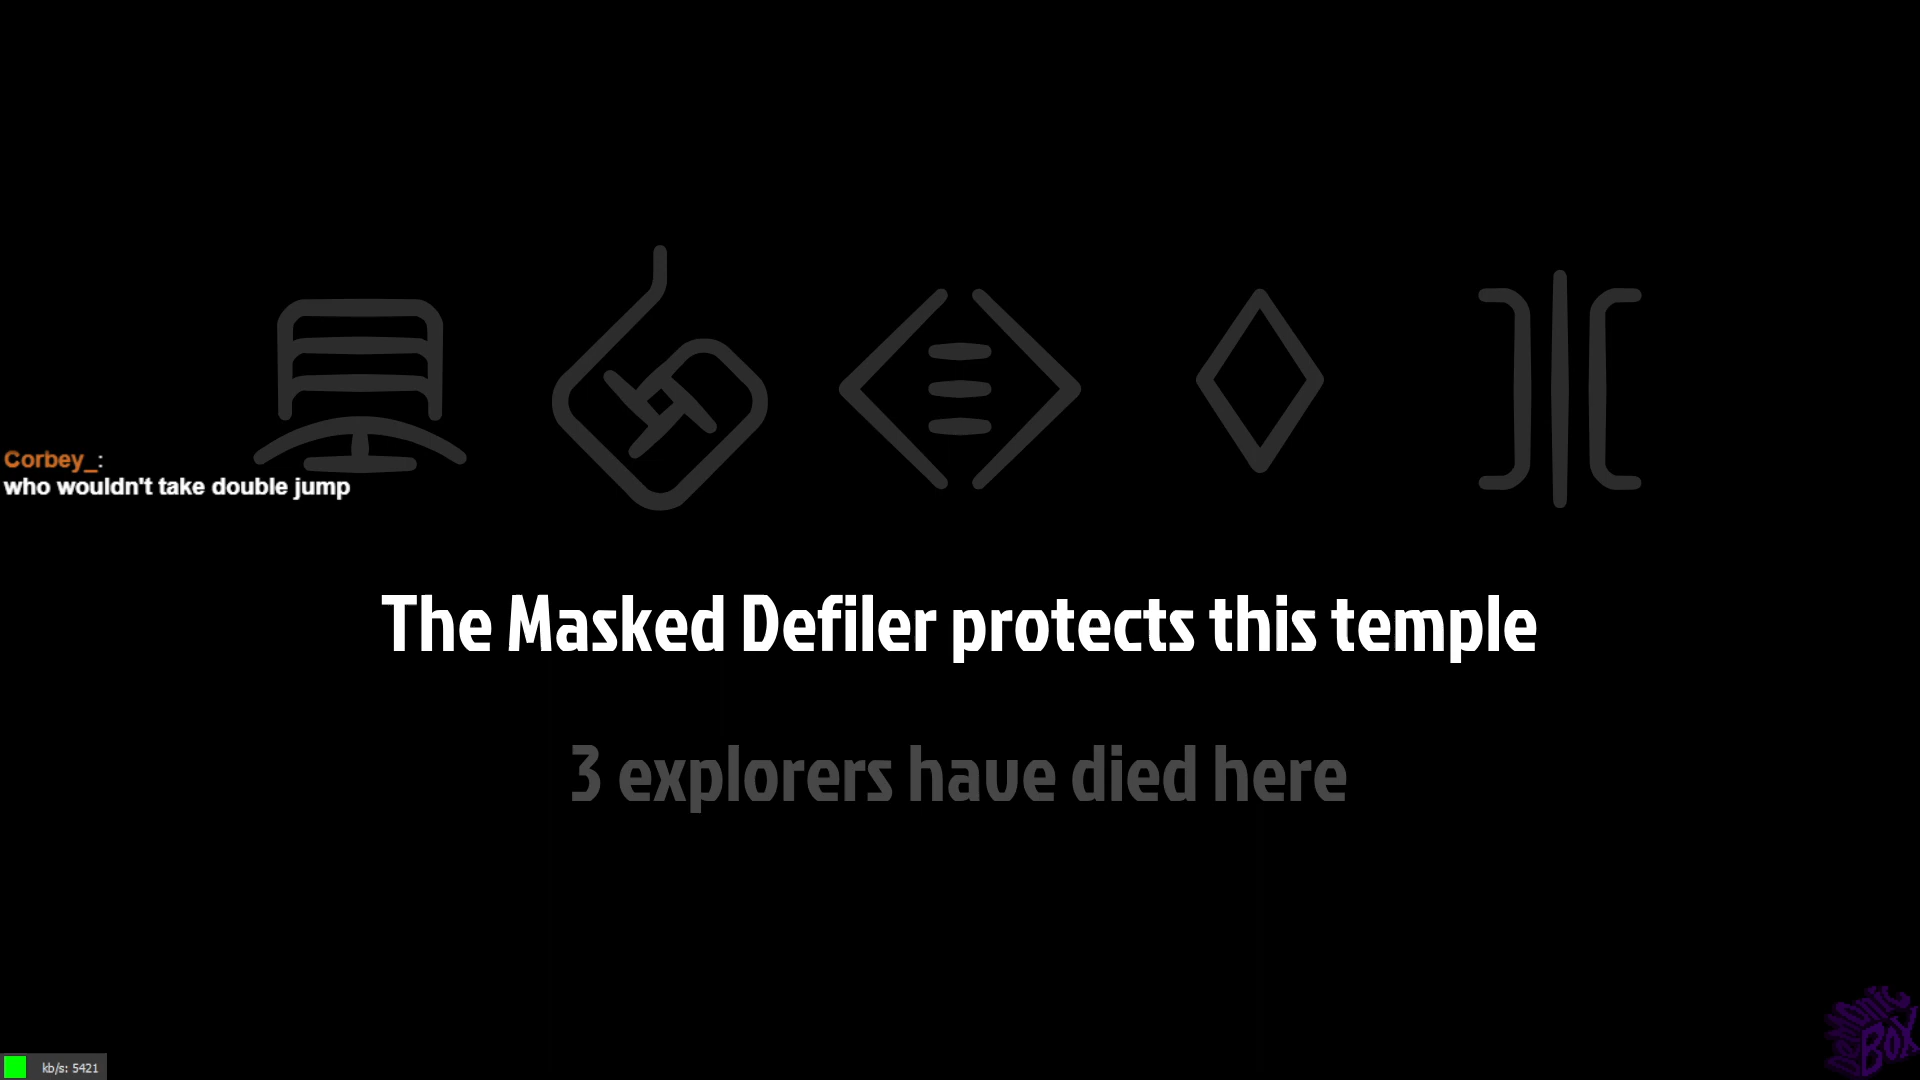 Corbey_:
who wouldn't take double jump
The Masked Defiler protects this temple
3 explorers have died here
kb/s: 5421
BOX